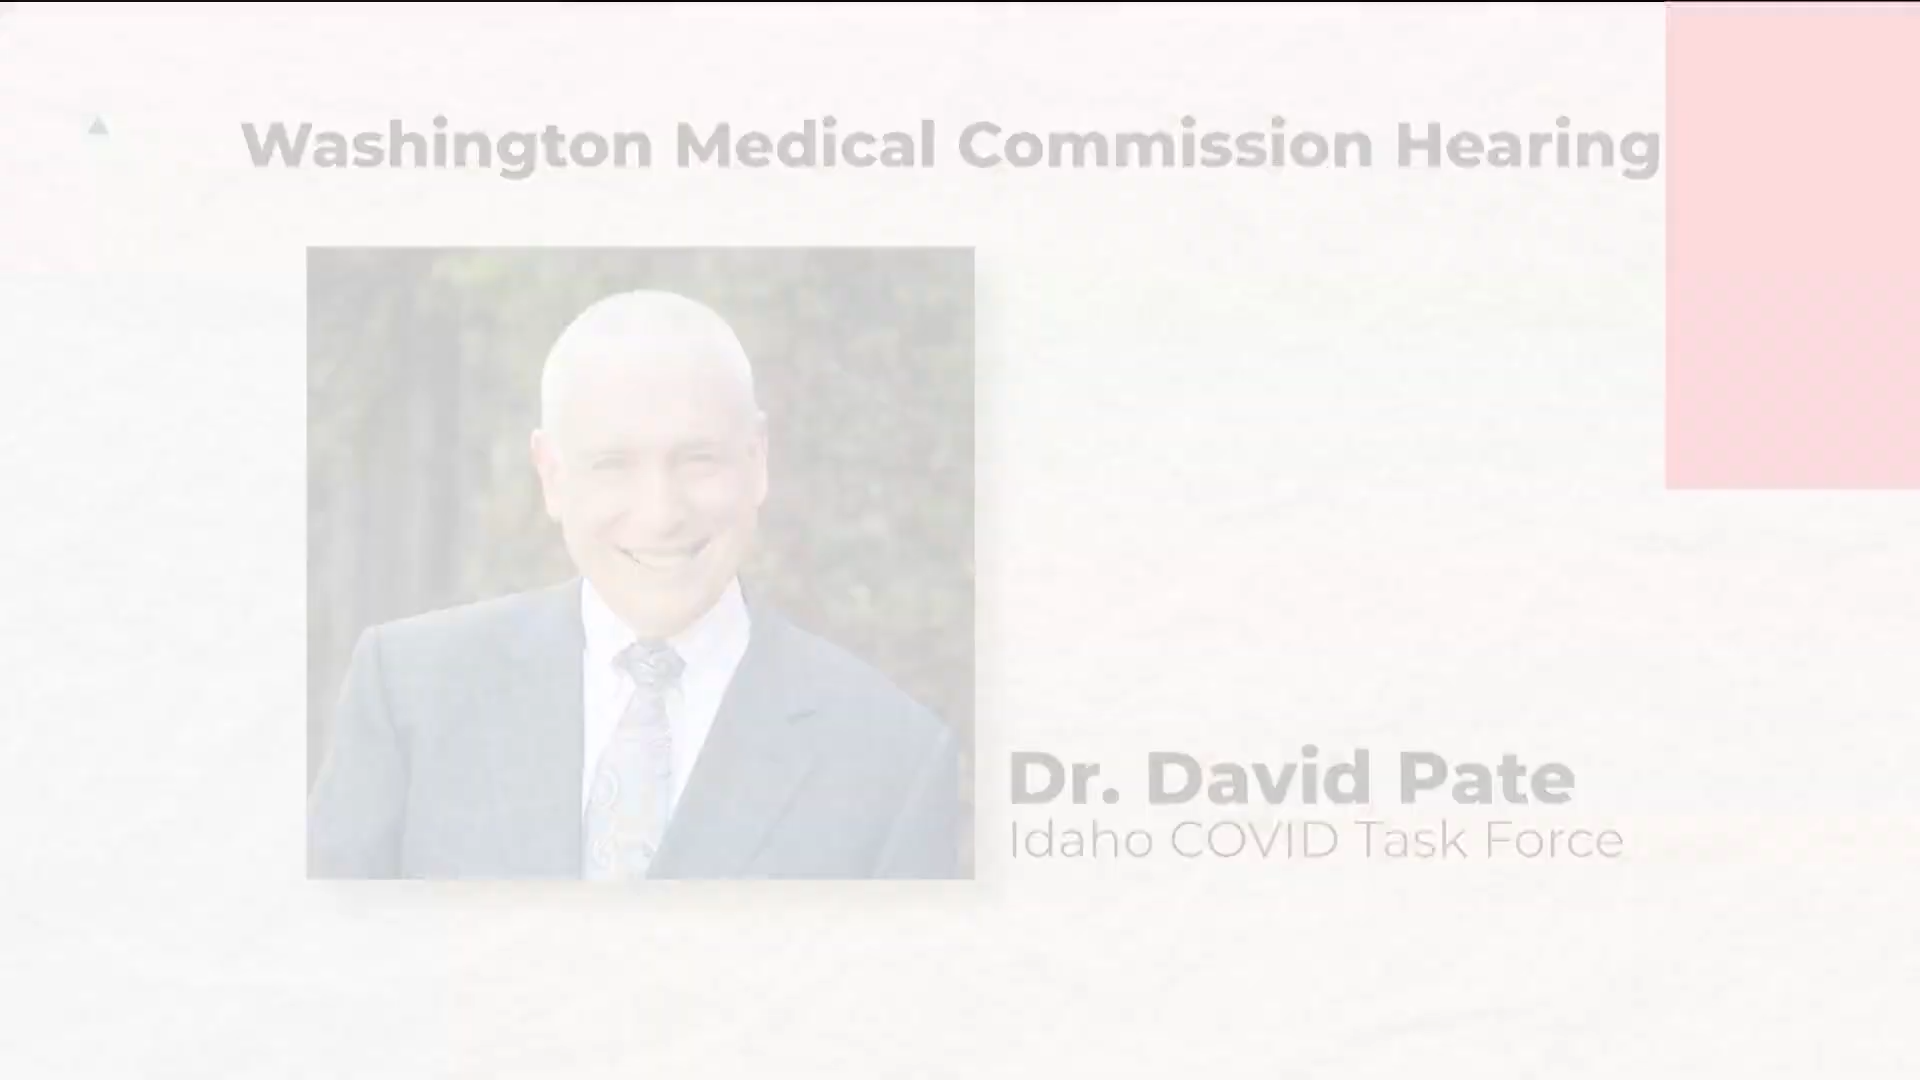 Washington Medical Commission Hearing
Dr. David Pate
Idaho COVID Task Force